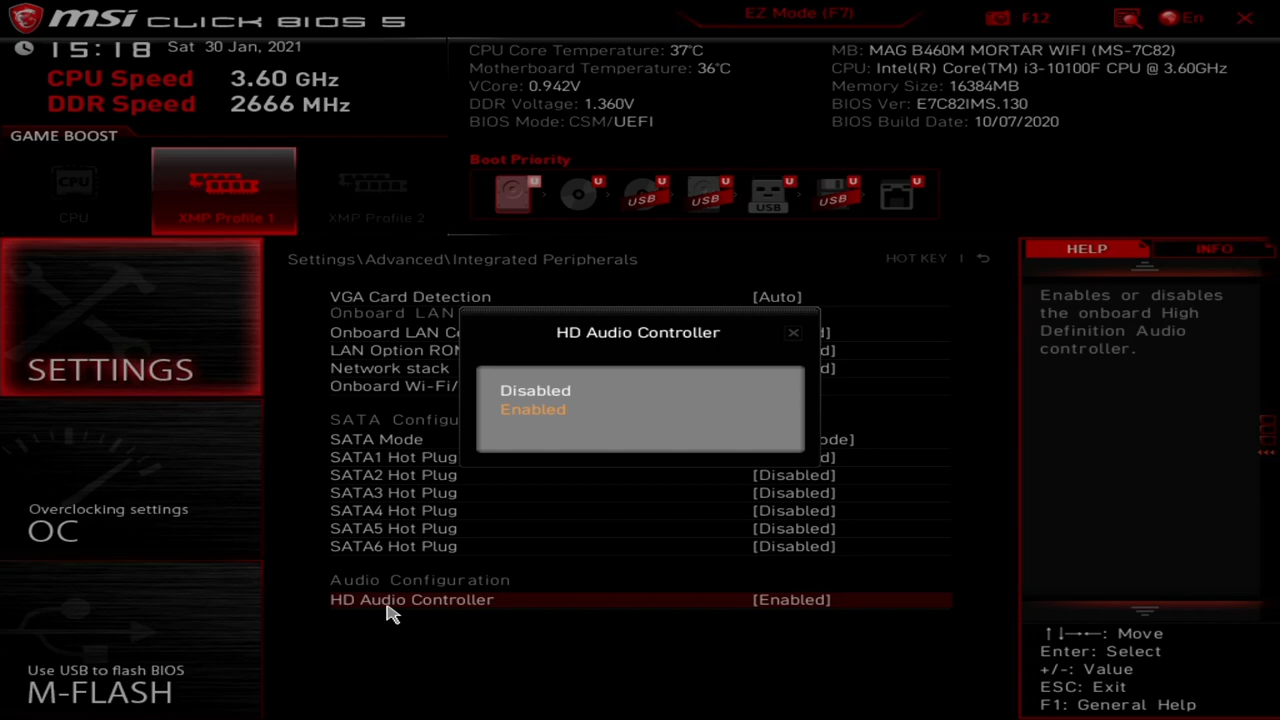 msi CLICK BIOS 5
EZ Mode (F7)
F12
En
15:18 Sat 30 Jan, 2021
CPU Speed 3.60 GHz
DDR Speed 2666 MHz
CPU Core Temperature: 37°C
Motherboard Temperature: 36°C
VCore: 0.942V
DDR Voltage: 1.360V
BIOS Mode: CSM/UEFI
MB: MAG B460M MORTAR WIFI (MS-7C82)
CPU: Intel(R) Core(TM) i3-10100F CPU @ 3.60GHz
Memory Size: 16384MB
BIOS Ver: E7C82IMS.130
BIOS Build Date: 10/07/2020
GAME BOOST
CPU
CPU
XMP Profile 1
XMP Profile 2
Boot Priority
U U U U U U U
USB USB USB USB
SETTINGS
Overclocking settings
OC
Use USB to flash BIOS
M-FLASH
Settings\Advanced\Integrated Peripherals
HOT KEY |
VGA Card Detection [Auto]
Onboard LAN
Onboard LAN Co d]
LAN Option ROM d]
Network stack d]
Onboard Wi-Fi/
SATA Configu
SATA Mode ode]
SATA1 Hot Plug
SATA2 Hot Plug [Disabled]
SATA3 Hot Plug [Disabled]
SATA4 Hot Plug [Disabled]
SATA5 Hot Plug [Disabled]
SATA6 Hot Plug [Disabled]
Audio Configuration
HD Audio Controller [Enabled]
HD Audio Controller
Disabled
Enabled
HELP
INFO
Enables or disables
the onboard High
Definition Audio
controller.
↑↓→←: Move
Enter: Select
+/-: Value
ESC: Exit
F1: General Help